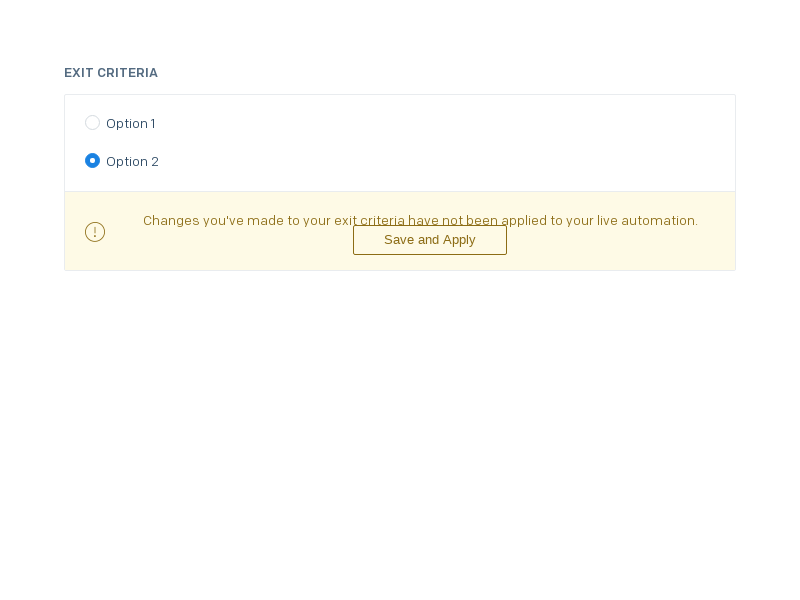 EXIT CRITERIA
Option 1
Option 2
Changes you've made to your exit criteria have not been applied to your live automation.
Save and Apply